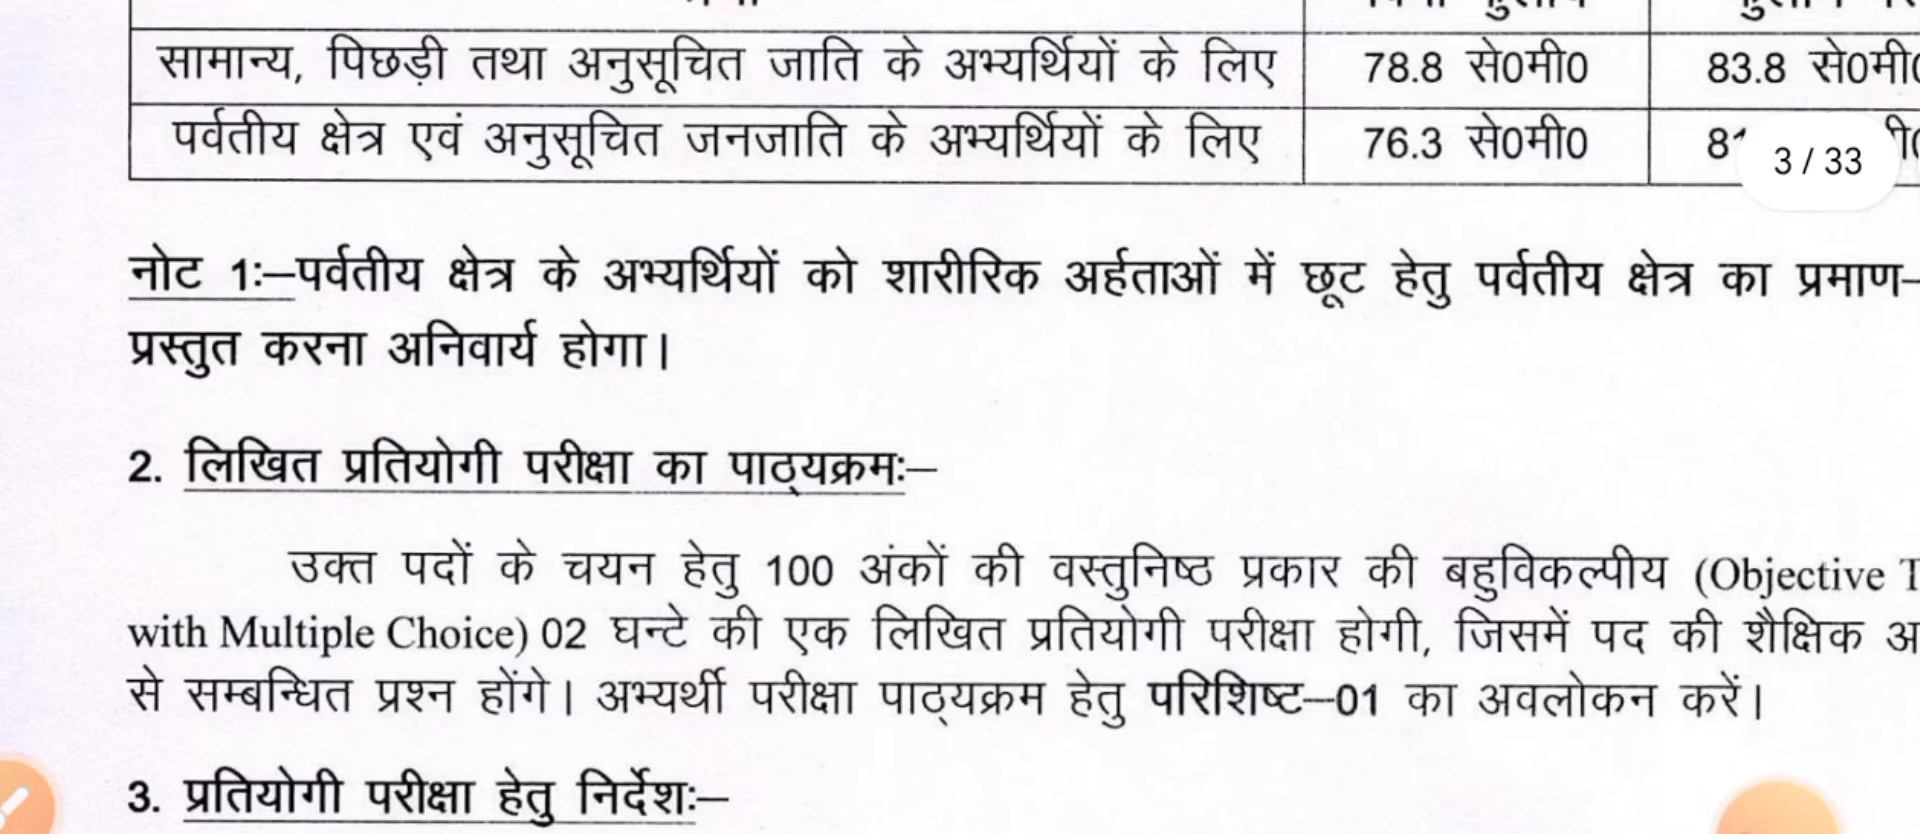 सामान्य, पिछड़ी तथा अनुसूचित जाति के अभ्यर्थियों के लिए 78.8 से0मी0 83.8 से0मी0
पर्वतीय क्षेत्र एवं अनुसूचित जनजाति के अभ्यर्थियों के लिए 76.3 से0मी0
3 / 33
नोट 1:–पर्वतीय क्षेत्र के अभ्यर्थियों को शारीरिक अर्हताओं में छूट हेतु पर्वतीय क्षेत्र का प्रमाण–
प्रस्तुत करना अनिवार्य होगा।
2. लिखित प्रतियोगी परीक्षा का पाठ्यक्रमः–
उक्त पदों के चयन हेतु 100 अंकों की वस्तुनिष्ठ प्रकार की बहुविकल्पीय (Objective
with Multiple Choice) 02 घन्टे की एक लिखित प्रतियोगी परीक्षा होगी, जिसमें पद की शैक्षिक
से सम्बन्धित प्रश्न होंगे। अभ्यर्थी परीक्षा पाठ्यक्रम हेतु परिशिष्ट–01 का अवलोकन करें।
3. प्रतियोगी परीक्षा हेतु निर्देशः–